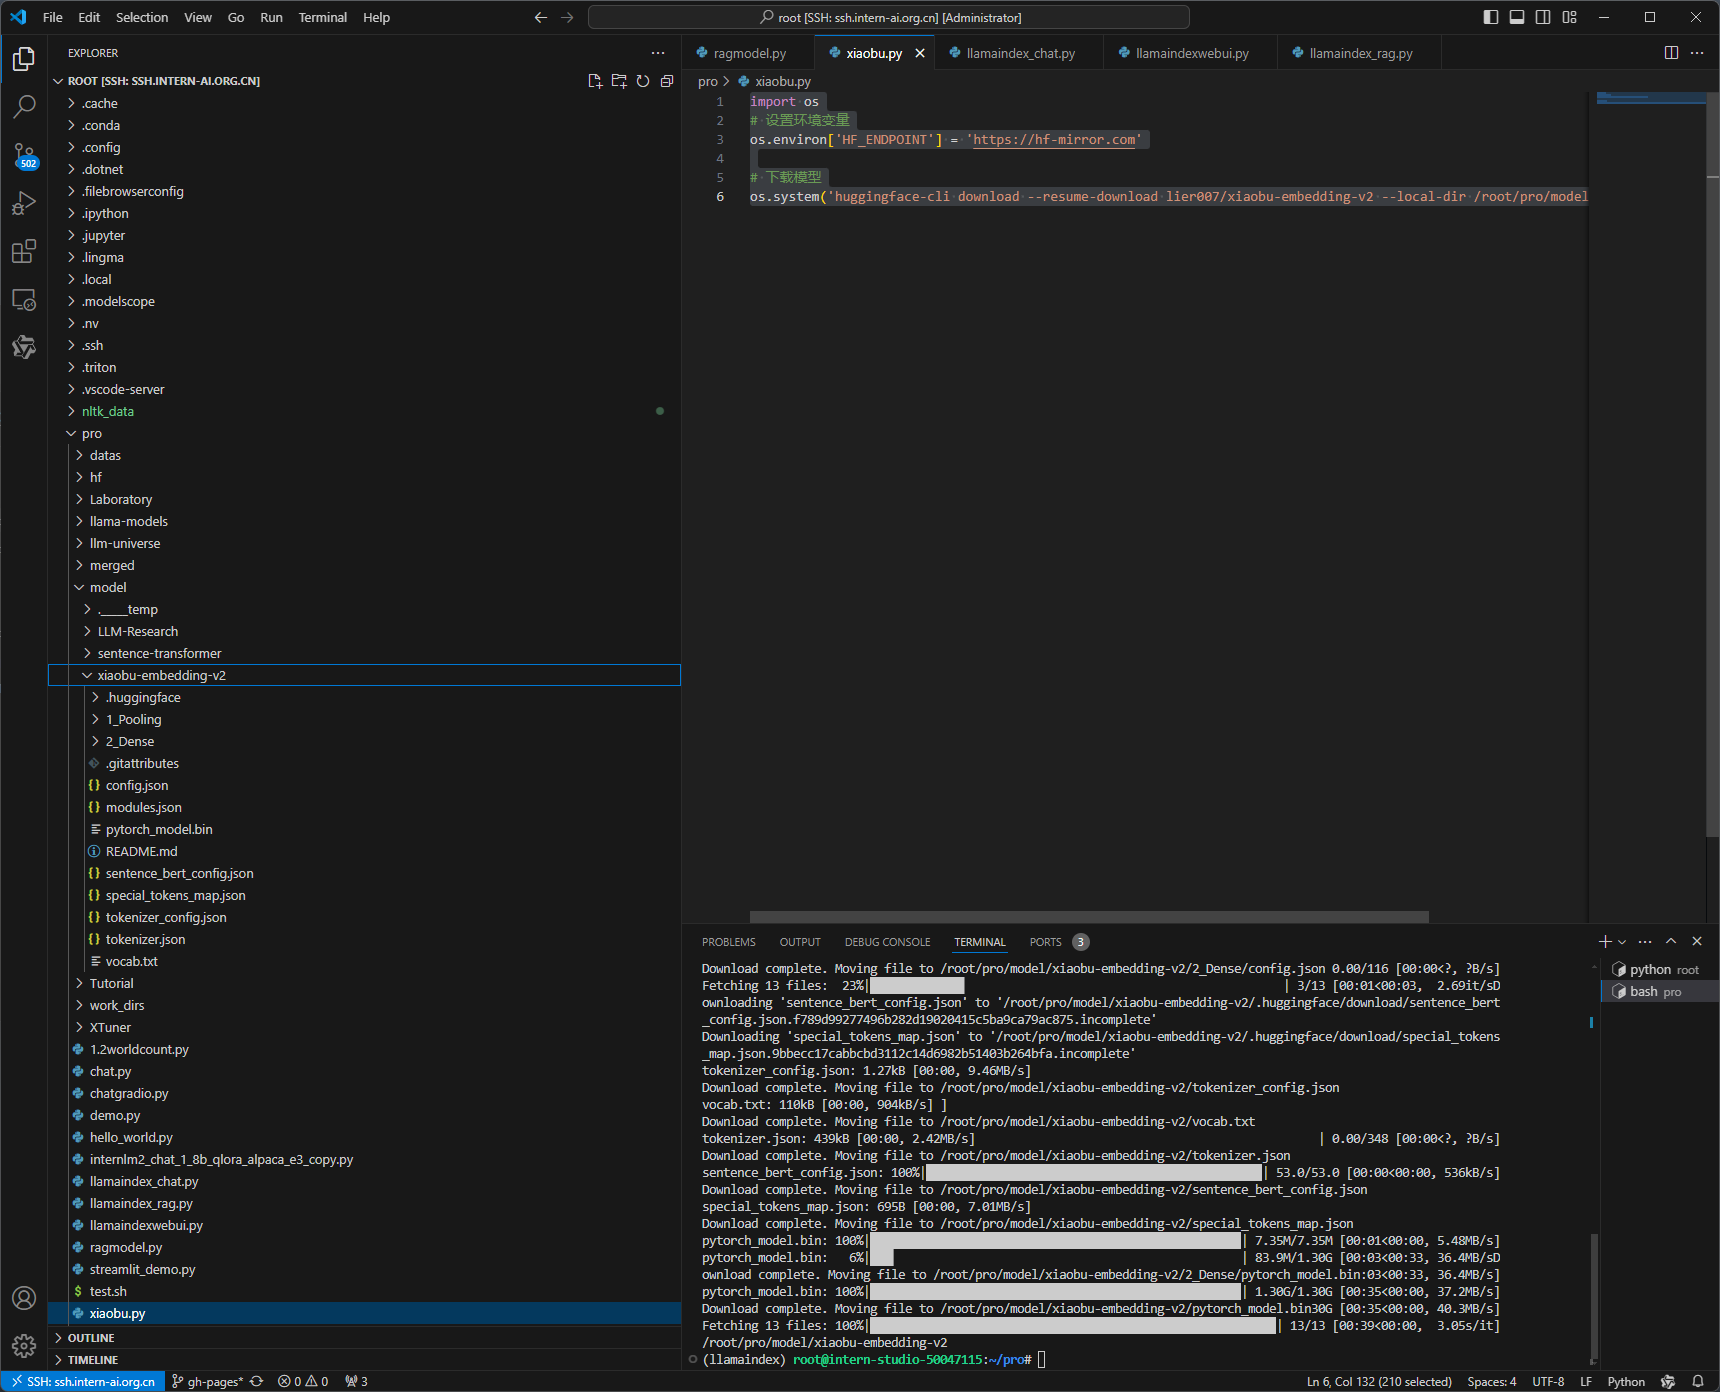 File Edit Selection View Go Run Terminal Help
root [SSH: ssh.intern-ai.org.cn] [Administrator]
EXPLORER
ROOT [SSH: SSH.INTERN-AI.ORG.CN]
.cache
.conda
.config
.dotnet
.filebrowserconfig
.ipython
.jupyter
.lingma
.local
.modelscope
.nv
.ssh
.triton
.vscode-server
nltk_data
pro
datas
hf
Laboratory
llama-models
llm-universe
merged
model
.____temp
LLM-Research
sentence-transformer
xiaobu-embedding-v2
.huggingface
1_Pooling
2_Dense
.gitattributes
config.json
modules.json
pytorch_model.bin
README.md
sentence_bert_config.json
special_tokens_map.json
tokenizer_config.json
tokenizer.json
vocab.txt
Tutorial
work_dirs
XTuner
1.2worldcount.py
chat.py
chatgradio.py
demo.py
hello_world.py
internlm2_chat_1_8b_qlora_alpaca_e3_copy.py
llamaindex_chat.py
llamaindex_rag.py
llamaindexwebui.py
ragmodel.py
streamlit_demo.py
test.sh
xiaobu.py
OUTLINE
TIMELINE
502
ragmodel.py xiaobu.py llamaindex_chat.py llamaindexwebui.py llamaindex_rag.py
pro > xiaobu.py
1 import os
2 # 设置环境变量
3 os.environ['HF_ENDPOINT'] = 'https://hf-mirror.com'
4
5 # 下载模型
6 os.system('huggingface-cli download --resume-download lier007/xiaobu-embedding-v2 --local-dir /root/pro/model
PROBLEMS OUTPUT DEBUG CONSOLE TERMINAL PORTS 3
Download complete. Moving file to /root/pro/model/xiaobu-embedding-v2/2_Dense/config.json 0.00/116 [00:00<?, ?B/s]
Fetching 13 files:  23%| | 3/13 [00:01<00:03,  2.69it/sD
ownloading 'sentence_bert_config.json' to '/root/pro/model/xiaobu-embedding-v2/.huggingface/download/sentence_bert
_config.json.f789d99277496b282d19020415c5ba9ca79ac875.incomplete'
Downloading 'special_tokens_map.json' to '/root/pro/model/xiaobu-embedding-v2/.huggingface/download/special_tokens
_map.json.9bbecc17cabbcbd3112c14d6982b51403b264bfa.incomplete'
tokenizer_config.json: 1.27kB [00:00, 9.46MB/s]
Download complete. Moving file to /root/pro/model/xiaobu-embedding-v2/tokenizer_config.json
vocab.txt: 110kB [00:00, 904kB/s] ]
Download complete. Moving file to /root/pro/model/xiaobu-embedding-v2/vocab.txt
tokenizer.json: 439kB [00:00, 2.42MB/s] | 0.00/348 [00:00<?, ?B/s]
Download complete. Moving file to /root/pro/model/xiaobu-embedding-v2/tokenizer.json
sentence_bert_config.json: 100%| | 53.0/53.0 [00:00<00:00, 536kB/s]
Download complete. Moving file to /root/pro/model/xiaobu-embedding-v2/sentence_bert_config.json
special_tokens_map.json: 695B [00:00, 7.01MB/s]
Download complete. Moving file to /root/pro/model/xiaobu-embedding-v2/special_tokens_map.json
pytorch_model.bin: 100%| | 7.35M/7.35M [00:01<00:00, 5.48MB/s]
pytorch_model.bin:   6%| | 83.9M/1.30G [00:03<00:33, 36.4MB/sD
ownload complete. Moving file to /root/pro/model/xiaobu-embedding-v2/2_Dense/pytorch_model.bin:03<00:33, 36.4MB/s]
pytorch_model.bin: 100%| | 1.30G/1.30G [00:35<00:00, 37.2MB/s]
Download complete. Moving file to /root/pro/model/xiaobu-embedding-v2/pytorch_model.bin30G [00:35<00:00, 40.3MB/s]
Fetching 13 files: 100%| | 13/13 [00:39<00:00,  3.05s/it]
/root/pro/model/xiaobu-embedding-v2
(llamaindex) root@intern-studio-50047115:~/pro#
python root
bash pro
SSH: ssh.intern-ai.org.cn gh-pages* 0 0 3 Ln 6, Col 132 (210 selected) Spaces: 4 UTF-8 LF Python